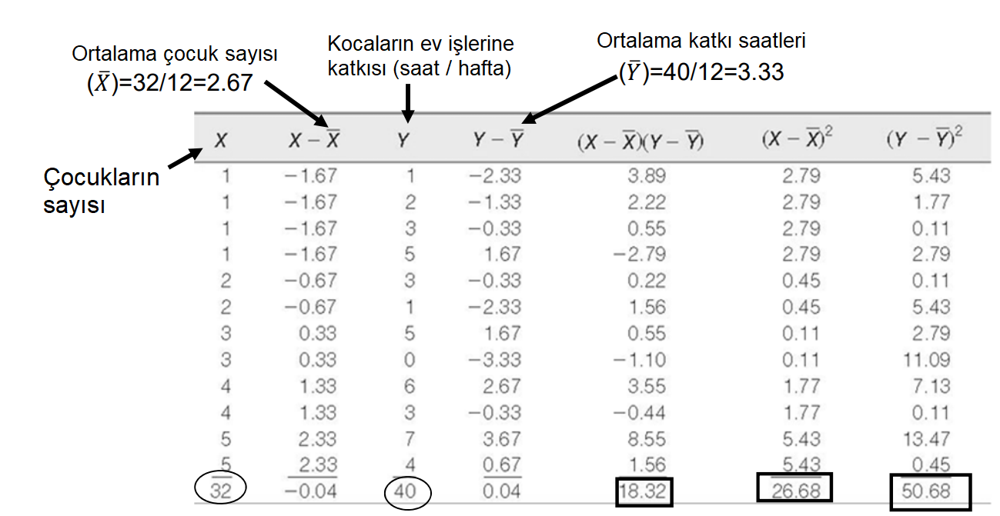 Ortalama çocuk sayısı
(X̄)=32/12=2.67
Kocaların ev işlerine
katkısı (saat / hafta)
Ortalama katkı saatleri
(Ȳ)=40/12=3.33
Çocukların
sayısı
X X – X̄ Y Y – Ȳ (X – X̄)(Y – Ȳ) (X – X̄)² (Y – Ȳ)²
1 –1.67 1 –2.33 3.89 2.79 5.43
1 –1.67 2 –1.33 2.22 2.79 1.77
1 –1.67 3 –0.33 0.55 2.79 0.11
1 –1.67 5 1.67 –2.79 2.79 2.79
2 –0.67 3 –0.33 0.22 0.45 0.11
2 –0.67 1 –2.33 1.56 0.45 5.43
3 0.33 5 1.67 0.55 0.11 2.79
3 0.33 0 –3.33 –1.10 0.11 11.09
4 1.33 6 2.67 3.55 1.77 7.13
4 1.33 3 –0.33 –0.44 1.77 0.11
5 2.33 7 3.67 8.55 5.43 13.47
5 2.33 4 0.67 1.56 5.43 0.45
32 –0.04 40 0.04 18.32 26.68 50.68